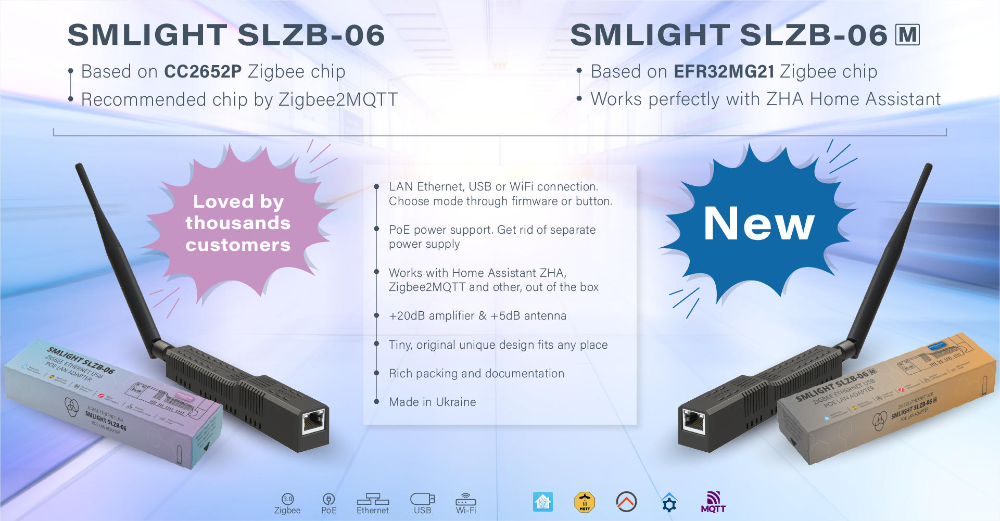 SMLIGHT SLZB-06
Based on CC2652P Zigbee chip
Recommended chip by Zigbee2MQTT
SMLIGHT SLZB-06 M
Based on EFR32MG21 Zigbee chip
Works perfectly with ZHA Home Assistant
Loved by
thousands
customers
LAN Ethernet, USB or WiFi connection.
Choose mode through firmware or button.
PoE power support. Get rid of separate
power supply
Works with Home Assistant ZHA,
Zigbee2MQTT and other, out of the box
+20dB amplifier & +5dB antenna
Tiny, original unique design fits any place
Rich packing and documentation
Made in Ukraine
New
SMLIGHT SLZB-06
ZIGBEE ETHERNET USB
POE LAN ADAPTER
ZIGBEE ETHERNET USB
SMLIGHT SLZB-06
POE LAN ADAPTER
SMLIGHT SLZB-06 M
ZIGBEE ETHERNET USB
POE LAN ADAPTER
ZIGBEE ETHERNET USB
SMLIGHT SLZB-06 M
POE LAN ADAPTER
3.0
Zigbee
PoE
Ethernet
USB
Wi-Fi
MQTT
MQTT